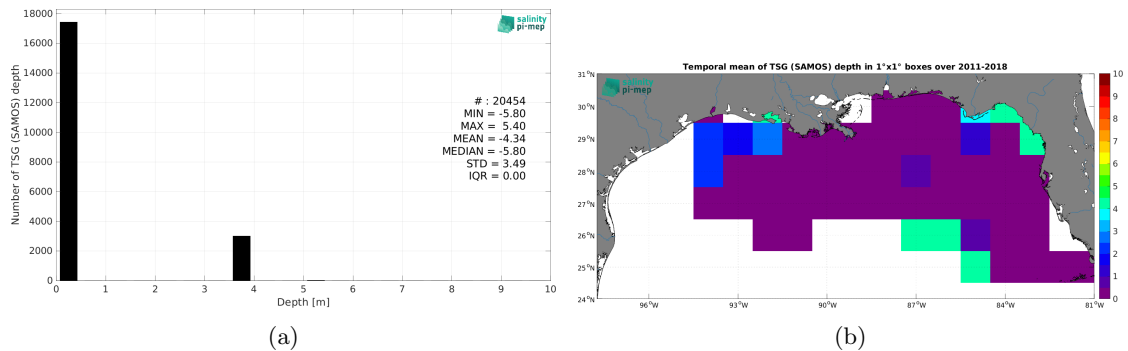 18000
16000
14000
12000
10000
8000
6000
4000
2000
0
Number of TSG (SAMOS) depth
salinity
pi-mep
# : 20454
MIN = -5.80
MAX = 5.40
MEAN = -4.34
MEDIAN = -5.80
STD = 3.49
IQR = 0.00
0 1 2 3 4 5 6 7 8 9 10
Depth [m]
(a)
Temporal mean of TSG (SAMOS) depth in 1°x1° boxes over 2011-2018
salinity
pi-mep
31°N
30°N
29°N
28°N
27°N
26°N
25°N
24°N
96°W 93°W 90°W 87°W 84°W 81°W
10
9
8
7
6
5
4
3
2
1
0
(b)